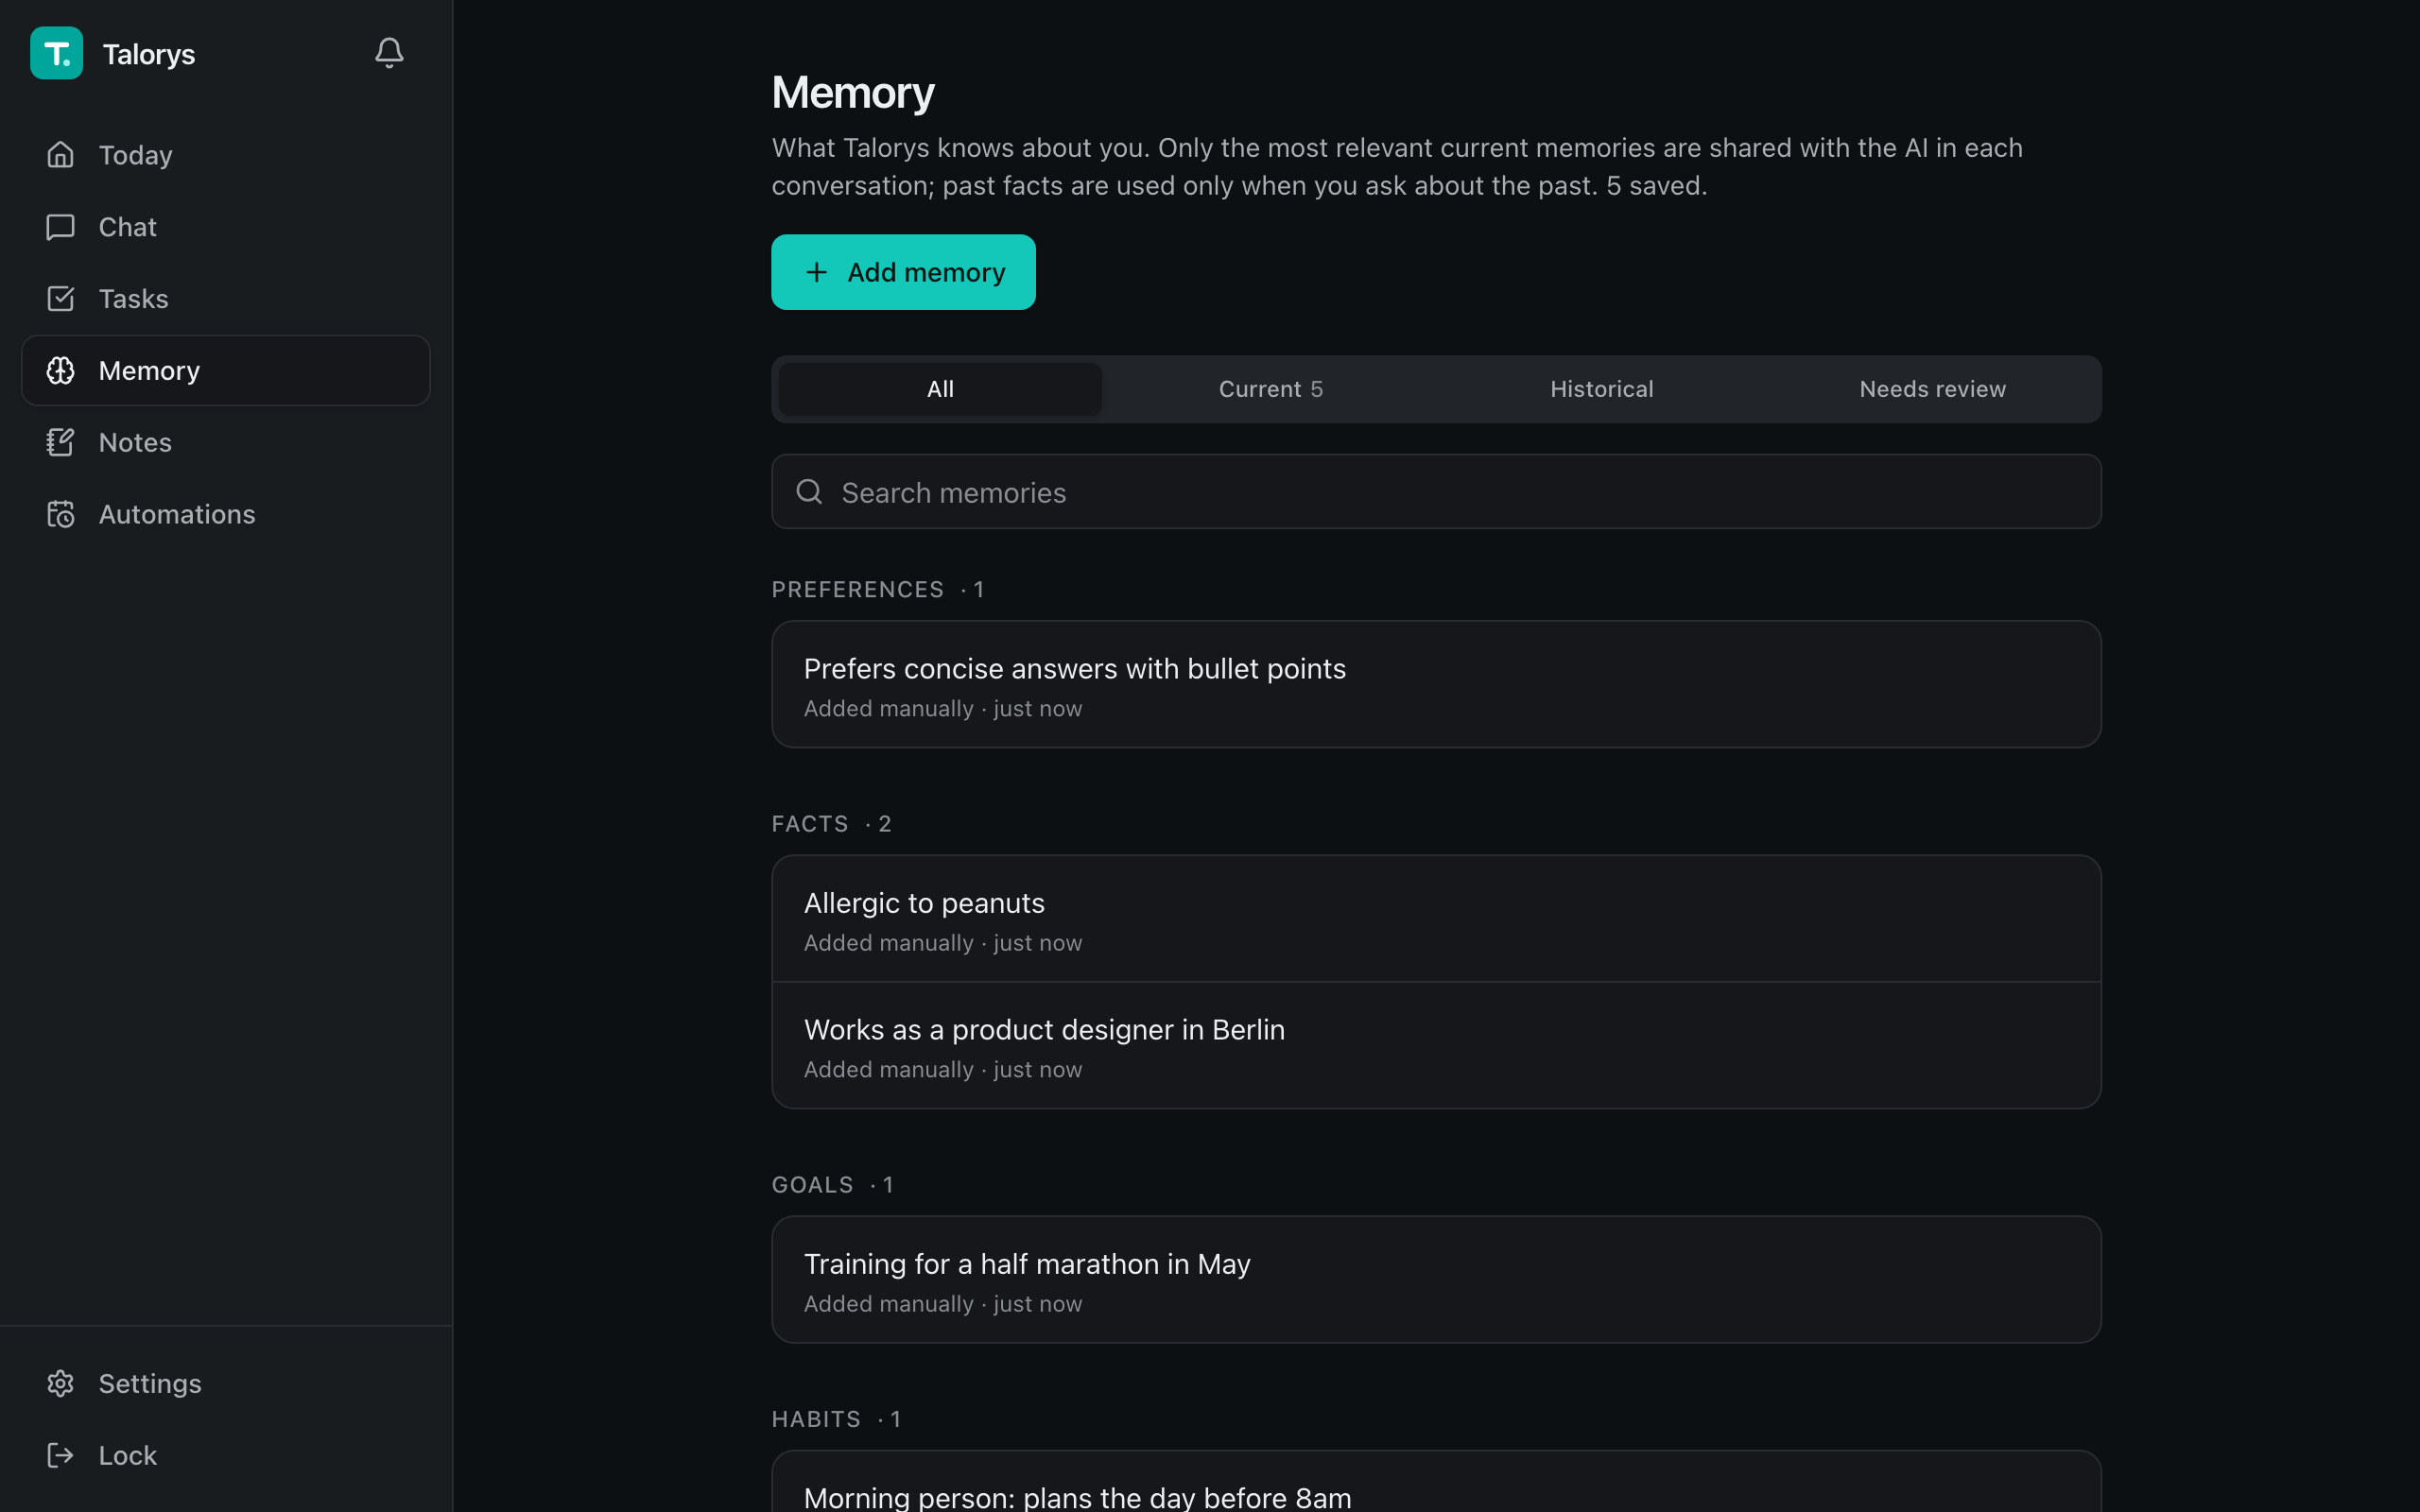 T.
Talorys
Today
Chat
Tasks
Memory
Notes
Automations
Settings
Lock
Memory
What Talorys knows about you. Only the most relevant current memories are shared with the AI in each
conversation; past facts are used only when you ask about the past. 5 saved.
+ Add memory
All
Current 5
Historical
Needs review
Search memories
PREFERENCES · 1
Prefers concise answers with bullet points
Added manually · just now
FACTS · 2
Allergic to peanuts
Added manually · just now
Works as a product designer in Berlin
Added manually · just now
GOALS · 1
Training for a half marathon in May
Added manually · just now
HABITS · 1
Morning person: plans the day before 8am